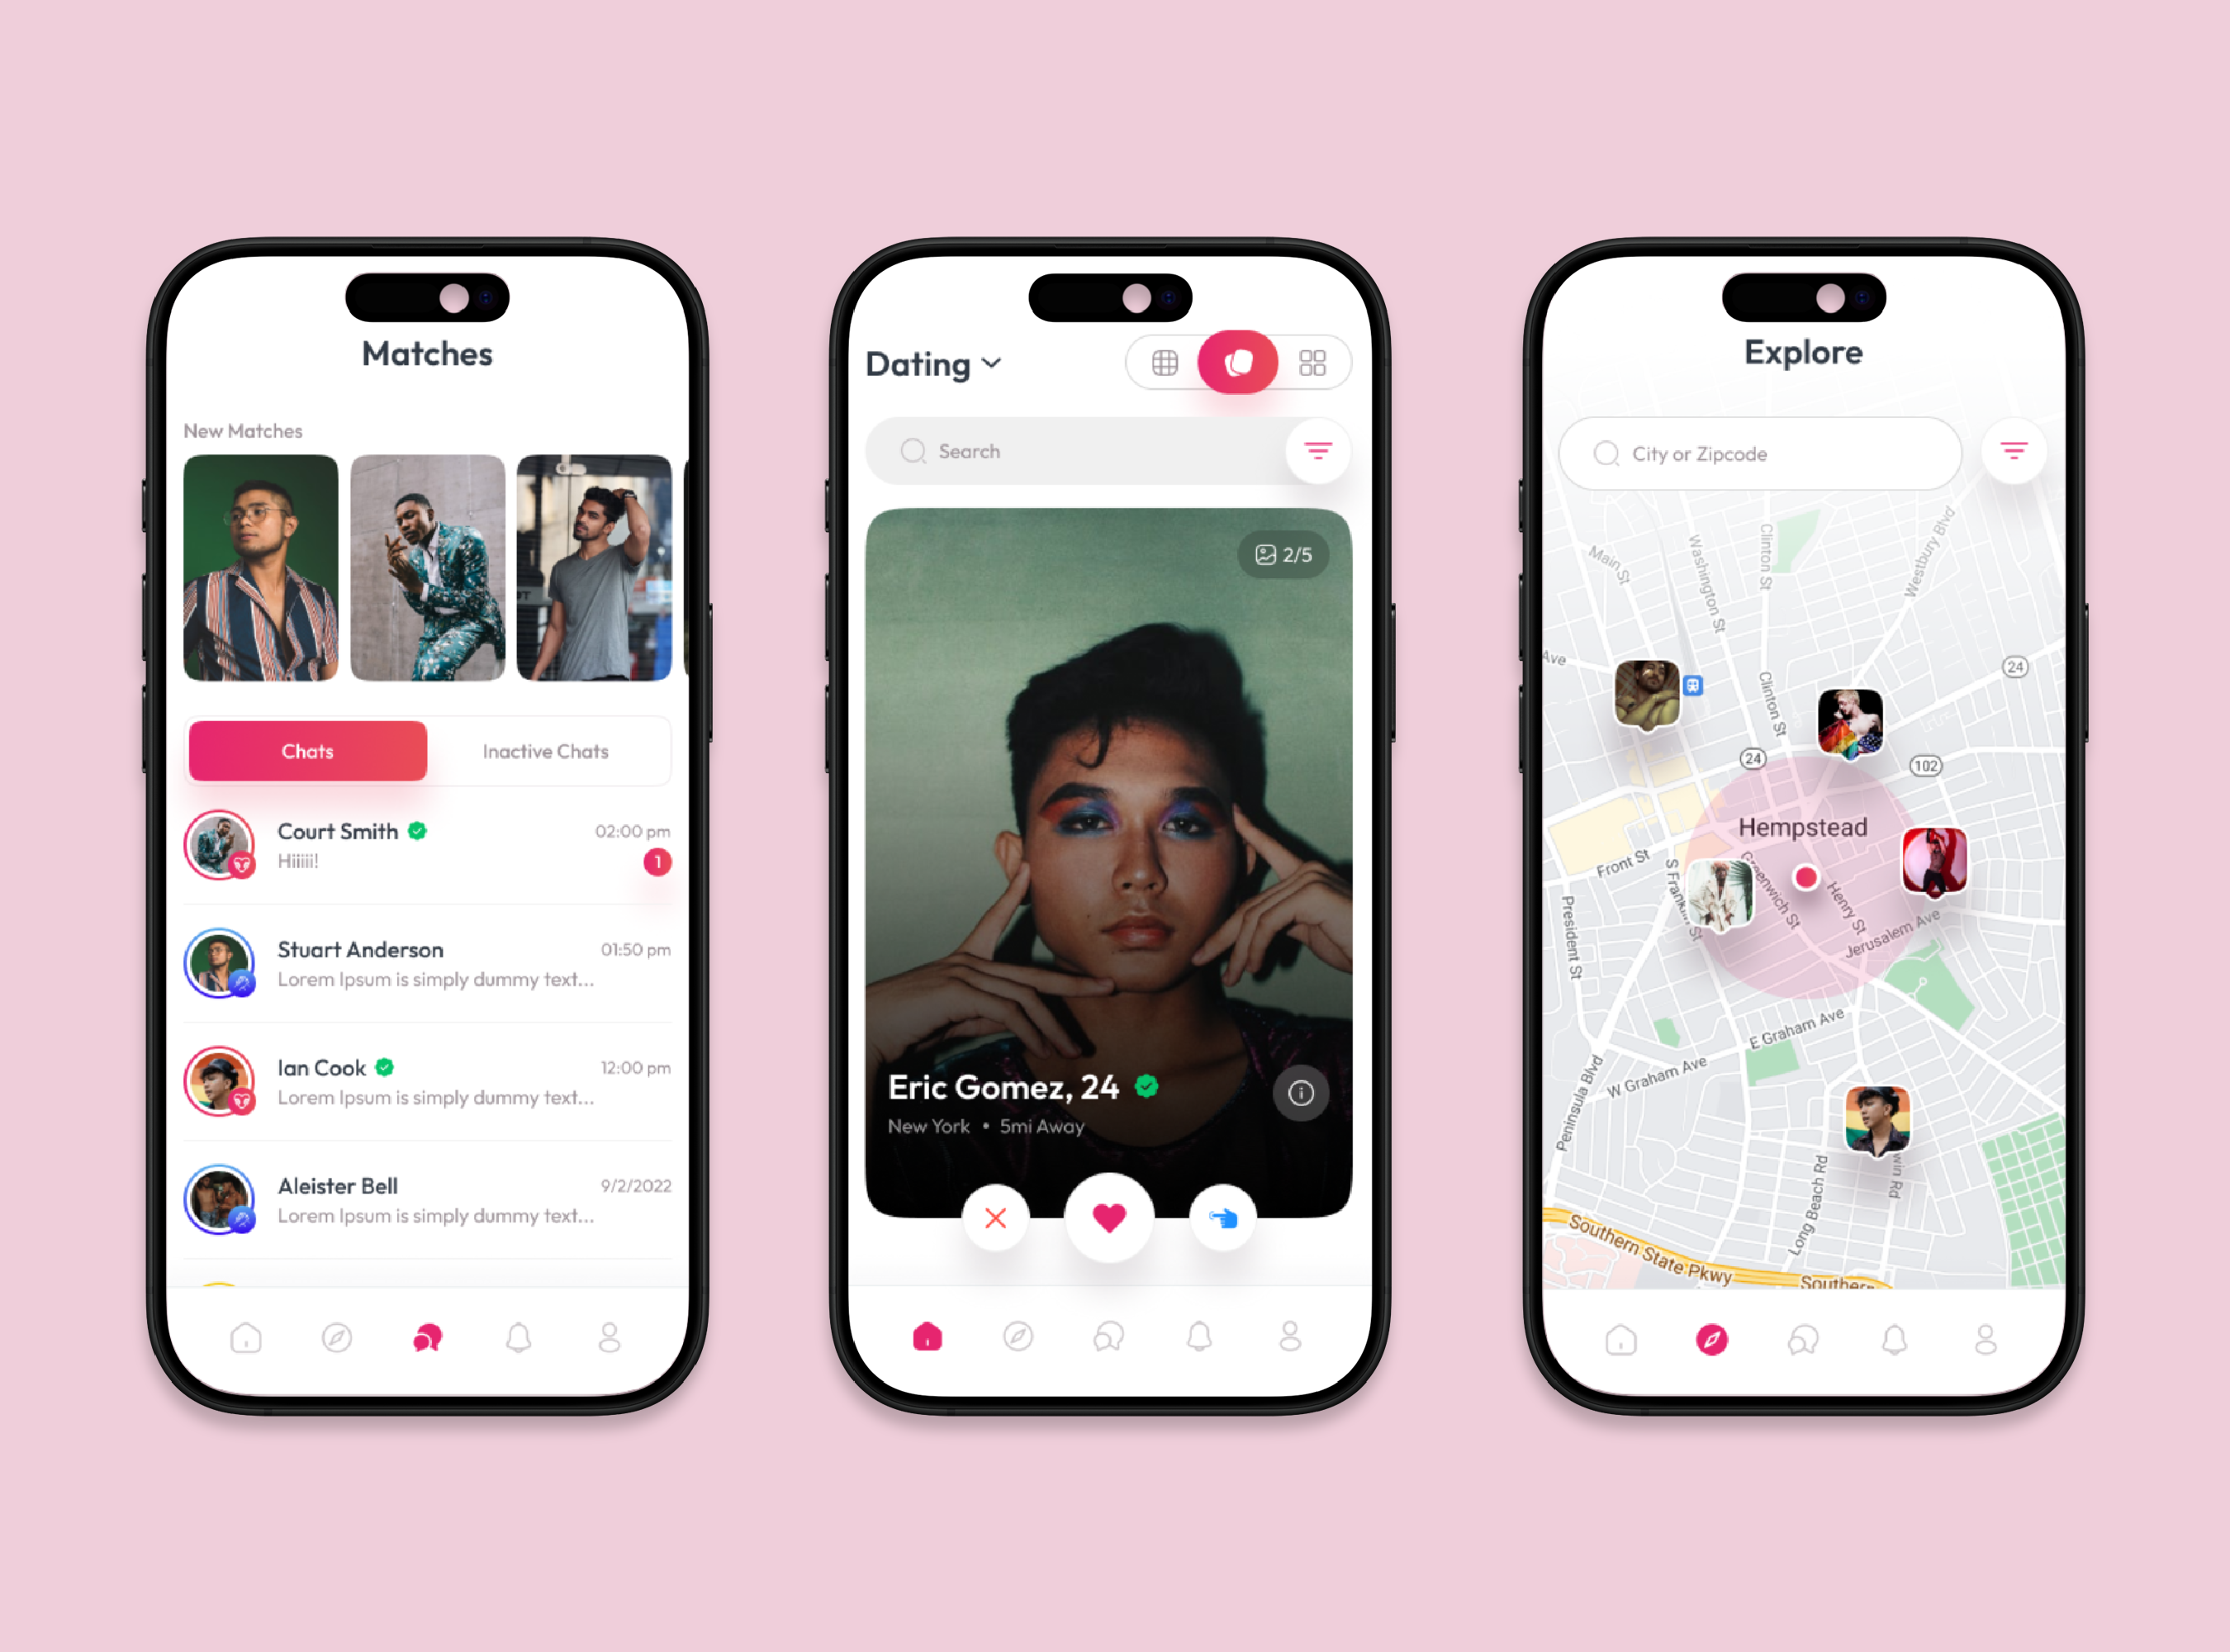 Matches
New Matches
Chats
Inactive Chats
Court Smith
02:00 pm
Hiiiii!
1
Stuart Anderson
01:50 pm
Lorem Ipsum is simply dummy text...
Ian Cook
12:00 pm
Lorem Ipsum is simply dummy text...
Aleister Bell
9/2/2022
Lorem Ipsum is simply dummy text...
Dating
Search
2/5
Eric Gomez, 24
New York • 5mi Away
Explore
City or Zipcode
Main St
Washington St
Clinton St
Westbury Blvd
Ave
24
Clinton St
24
102
Hempstead
Front St
Henry St
Jerusalem Ave
President St
E Graham Ave
W Graham Ave
Peninsula Blvd
Long Beach Rd
Rd
Southern State Pkwy